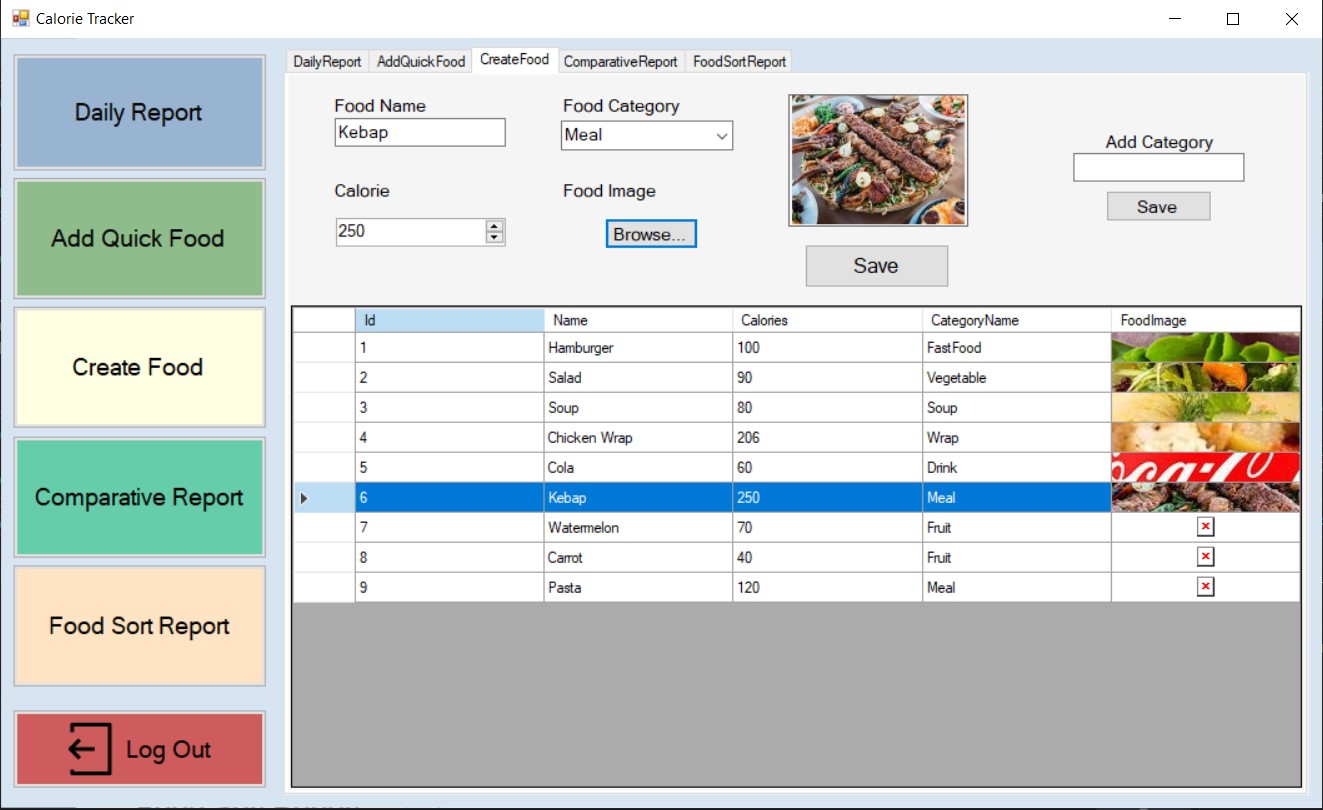 Calorie Tracker
Daily Report
Add Quick Food
Create Food
Comparative Report
Food Sort Report
Log Out
DailyReport AddQuickFood CreateFood ComparativeReport FoodSortReport
Food Name
Kebap
Food Category
Meal
Calorie
250
Food Image
Browse...
Save
Add Category
Save
Id Name Calories CategoryName FoodImage
1 Hamburger 100 FastFood
2 Salad 90 Vegetable
3 Soup 80 Soup
4 Chicken Wrap 206 Wrap
5 Cola 60 Drink
6 Kebap 250 Meal
7 Watermelon 70 Fruit
8 Carrot 40 Fruit
9 Pasta 120 Meal